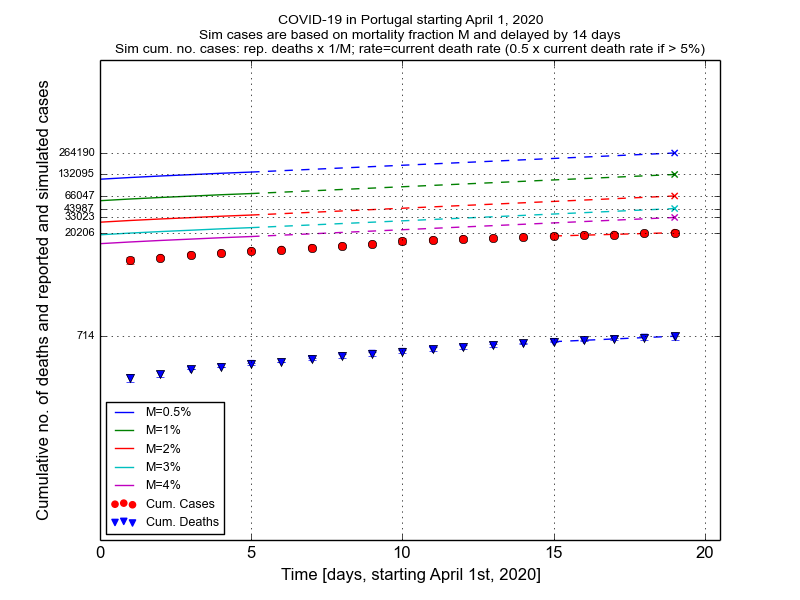 COVID-19 in Portugal starting April 1, 2020
Sim cases are based on mortality fraction M and delayed by 14 days
Sim cum. no. cases: rep. deaths x 1/M; rate=current death rate (0.5 x current death rate if > 5%)
Cumulative no. of deaths and reported and simulated cases
264190
132095
66047
43987
33023
20206
714
M=0.5%
M=1%
M=2%
M=3%
M=4%
Cum. Cases
Cum. Deaths
0 5 10 15 20
Time [days, starting April 1st, 2020]